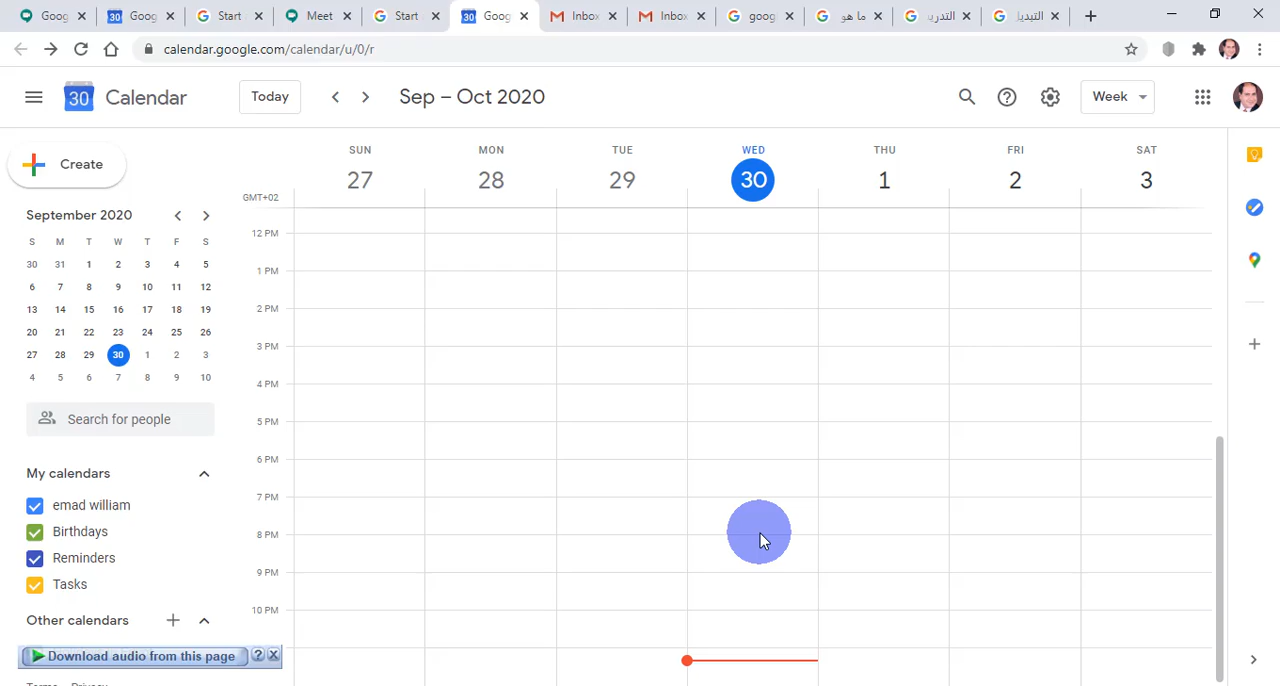 Goog
Goog
Start
Meet
Start
Goog
Inbox
Inbox
goog
ما هو
التدري
التبديل
calendar.google.com/calendar/u/0/r
30
Calendar
Today
Sep – Oct 2020
Week
Create
SUN
MON
TUE
WED
THU
FRI
SAT
27
28
29
30
1
2
3
GMT+02
September 2020
S M T W T F S
30 31 1 2 3 4 5
6 7 8 9 10 11 12
13 14 15 16 17 18 19
20 21 22 23 24 25 26
27 28 29 30 1 2 3
4 5 6 7 8 9 10
Search for people
My calendars
emad william
Birthdays
Reminders
Tasks
Other calendars
Download audio from this page
?
12 PM
1 PM
2 PM
3 PM
4 PM
5 PM
6 PM
7 PM
8 PM
9 PM
10 PM